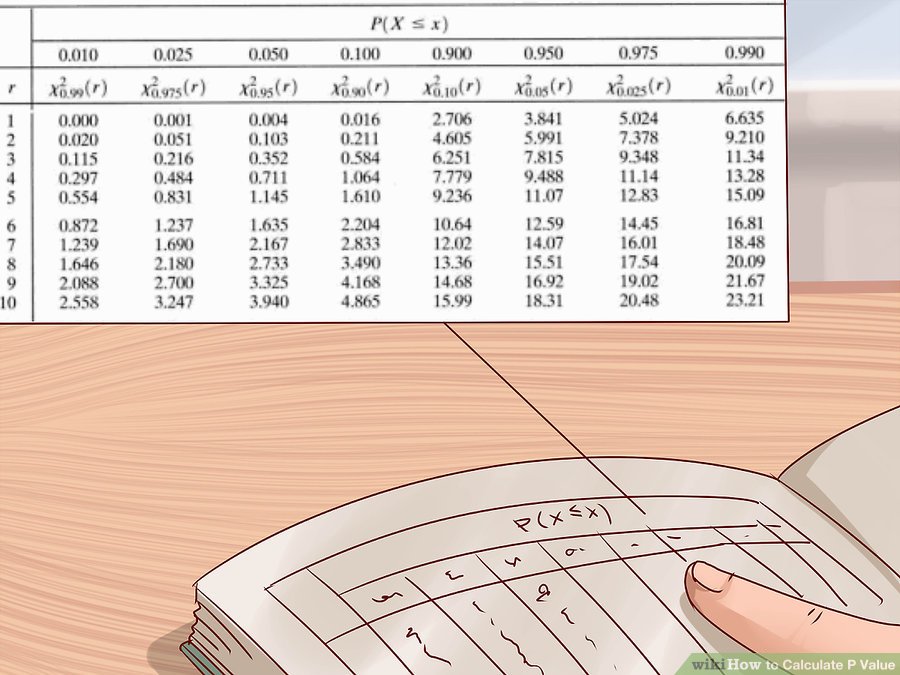 P(X ≤ x)
0.010 0.025 0.050 0.100 0.900 0.950 0.975 0.990
r χ²0.99(r) χ²0.975(r) χ²0.95(r) χ²0.90(r) χ²0.10(r) χ²0.05(r) χ²0.025(r) χ²0.01(r)
1 0.000 0.001 0.004 0.016 2.706 3.841 5.024 6.635
2 0.020 0.051 0.103 0.211 4.605 5.991 7.378 9.210
3 0.115 0.216 0.352 0.584 6.251 7.815 9.348 11.34
4 0.297 0.484 0.711 1.064 7.779 9.488 11.14 13.28
5 0.554 0.831 1.145 1.610 9.236 11.07 12.83 15.09
6 0.872 1.237 1.635 2.204 10.64 12.59 14.45 16.81
7 1.239 1.690 2.167 2.833 12.02 14.07 16.01 18.48
8 1.646 2.180 2.733 3.490 13.36 15.51 17.54 20.09
9 2.088 2.700 3.325 4.168 14.68 16.92 19.02 21.67
10 2.558 3.247 3.940 4.865 15.99 18.31 20.48 23.21
P(X≤x)
wikiHow to Calculate P Value